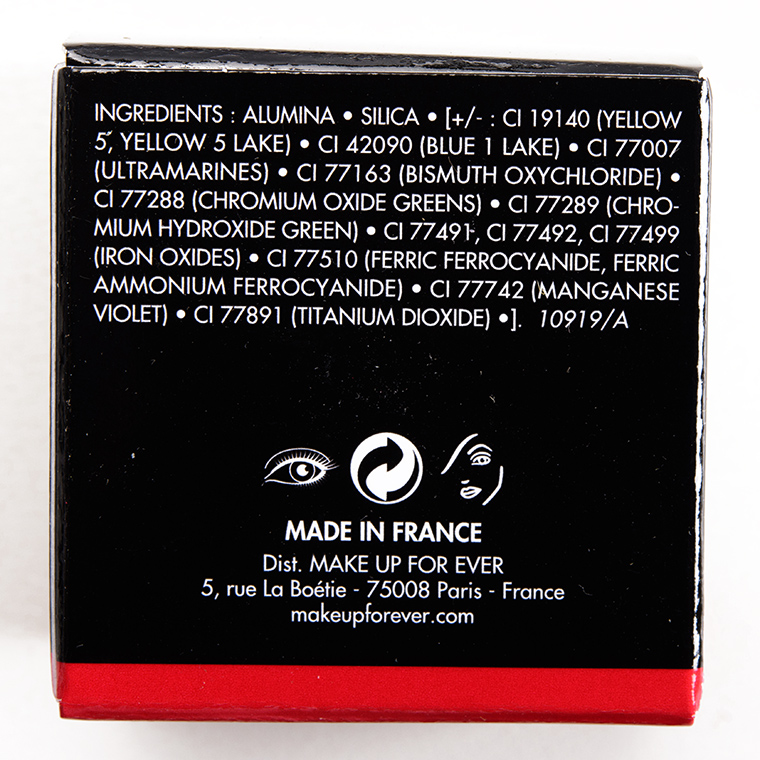 INGREDIENTS : ALUMINA • SILICA • [+/- : CI 19140 (YELLOW
5, YELLOW 5 LAKE) • CI 42090 (BLUE 1 LAKE) • CI 77007
(ULTRAMARINES) • CI 77163 (BISMUTH OXYCHLORIDE) •
CI 77288 (CHROMIUM OXIDE GREENS) • CI 77289 (CHRO-
MIUM HYDROXIDE GREEN) • CI 77491, CI 77492, CI 77499
(IRON OXIDES) • CI 77510 (FERRIC FERROCYANIDE, FERRIC
AMMONIUM FERROCYANIDE) • CI 77742 (MANGANESE
VIOLET) • CI 77891 (TITANIUM DIOXIDE) •]. 10919/A
MADE IN FRANCE
Dist. MAKE UP FOR EVER
5, rue La Boétie - 75008 Paris - France
makeupforever.com